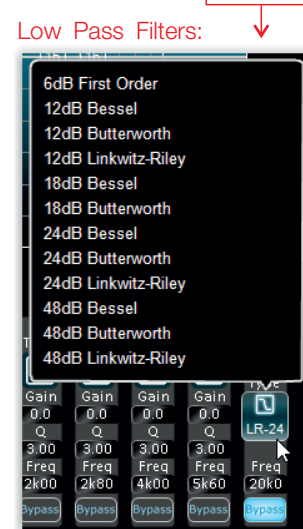 Low Pass Filters:
6dB First Order
12dB Bessel
12dB Butterworth
12dB Linkwitz-Riley
18dB Bessel
18dB Butterworth
24dB Bessel
24dB Butterworth
24dB Linkwitz-Riley
48dB Bessel
48dB Butterworth
48dB Linkwitz-Riley
Gain Gain Gain Gain LR-24
0.0 0.0 0.0 0.0
Q Q Q Q
3.00 3.00 3.00 3.00
Freq Freq Freq Freq Freq
2k00 2k80 4k00 5k60 20k0
Bypass Bypass Bypass Bypass Bypass